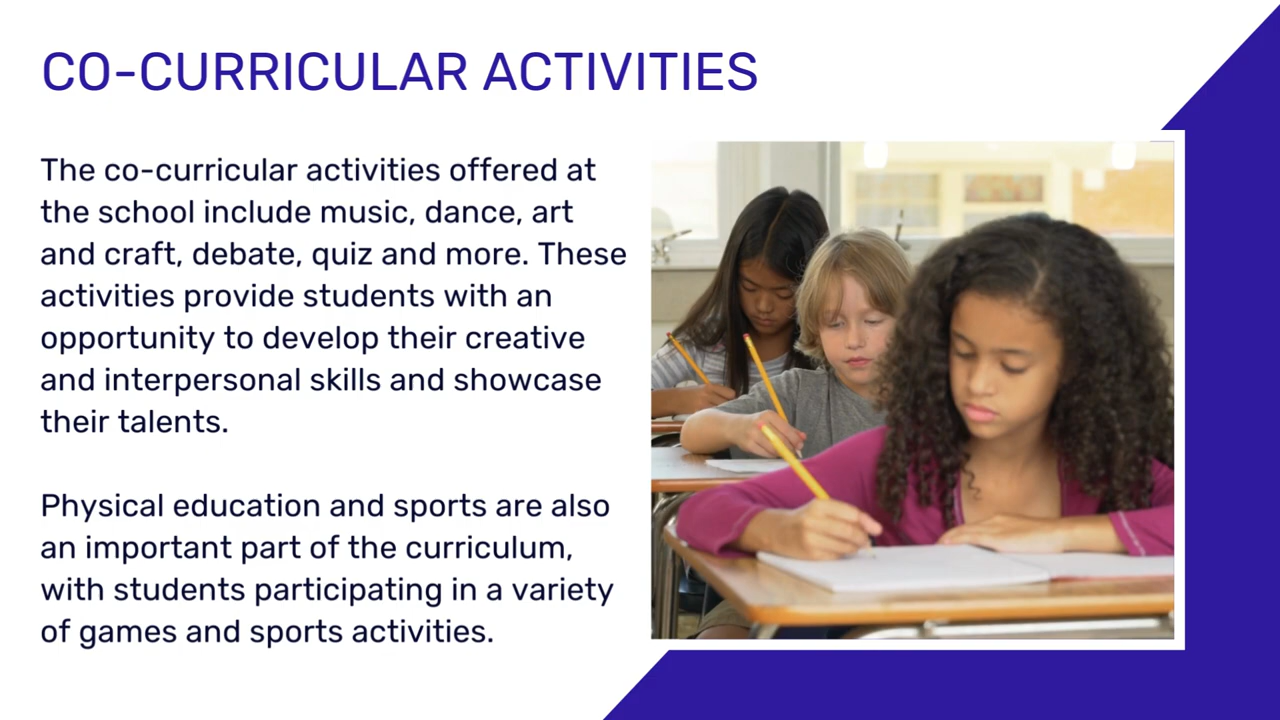 CO-CURRICULAR ACTIVITIES
The co-curricular activities offered at
the school include music, dance, art
and craft, debate, quiz and more. These
activities provide students with an
opportunity to develop their creative
and interpersonal skills and showcase
their talents.
Physical education and sports are also
an important part of the curriculum,
with students participating in a variety
of games and sports activities.